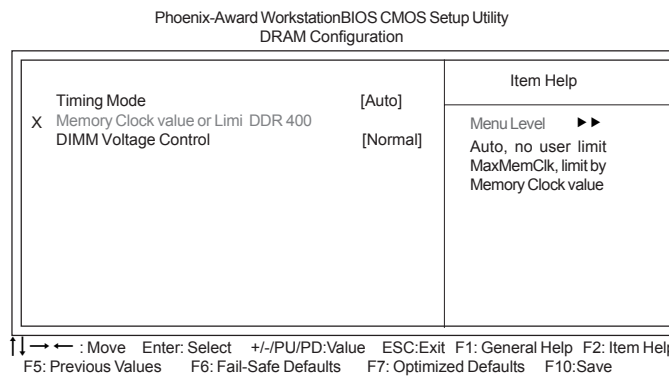 Phoenix-Award WorkstationBIOS CMOS Setup Utility
DRAM Configuration
Timing Mode [Auto]
X Memory Clock value or Limi DDR 400
DIMM Voltage Control [Normal]
Item Help
Menu Level ▶▶
Auto, no user limit
MaxMemClk, limit by
Memory Clock value
↑↓→← : Move Enter: Select +/-/PU/PD:Value ESC:Exit F1: General Help F2: Item Help
F5: Previous Values F6: Fail-Safe Defaults F7: Optimized Defaults F10:Save